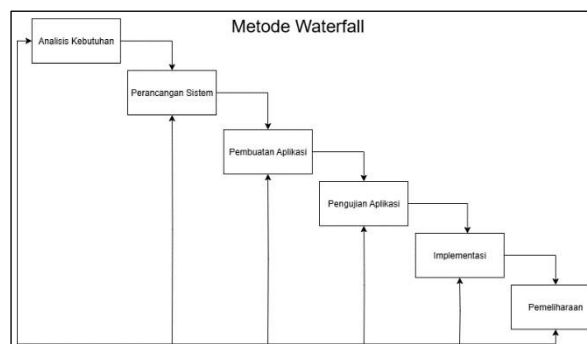 Metode Waterfall
Analisis Kebutuhan
Perancangan Sistem
Pembuatan Aplikasi
Pengujian Aplikasi
Implementasi
Pemeliharaan